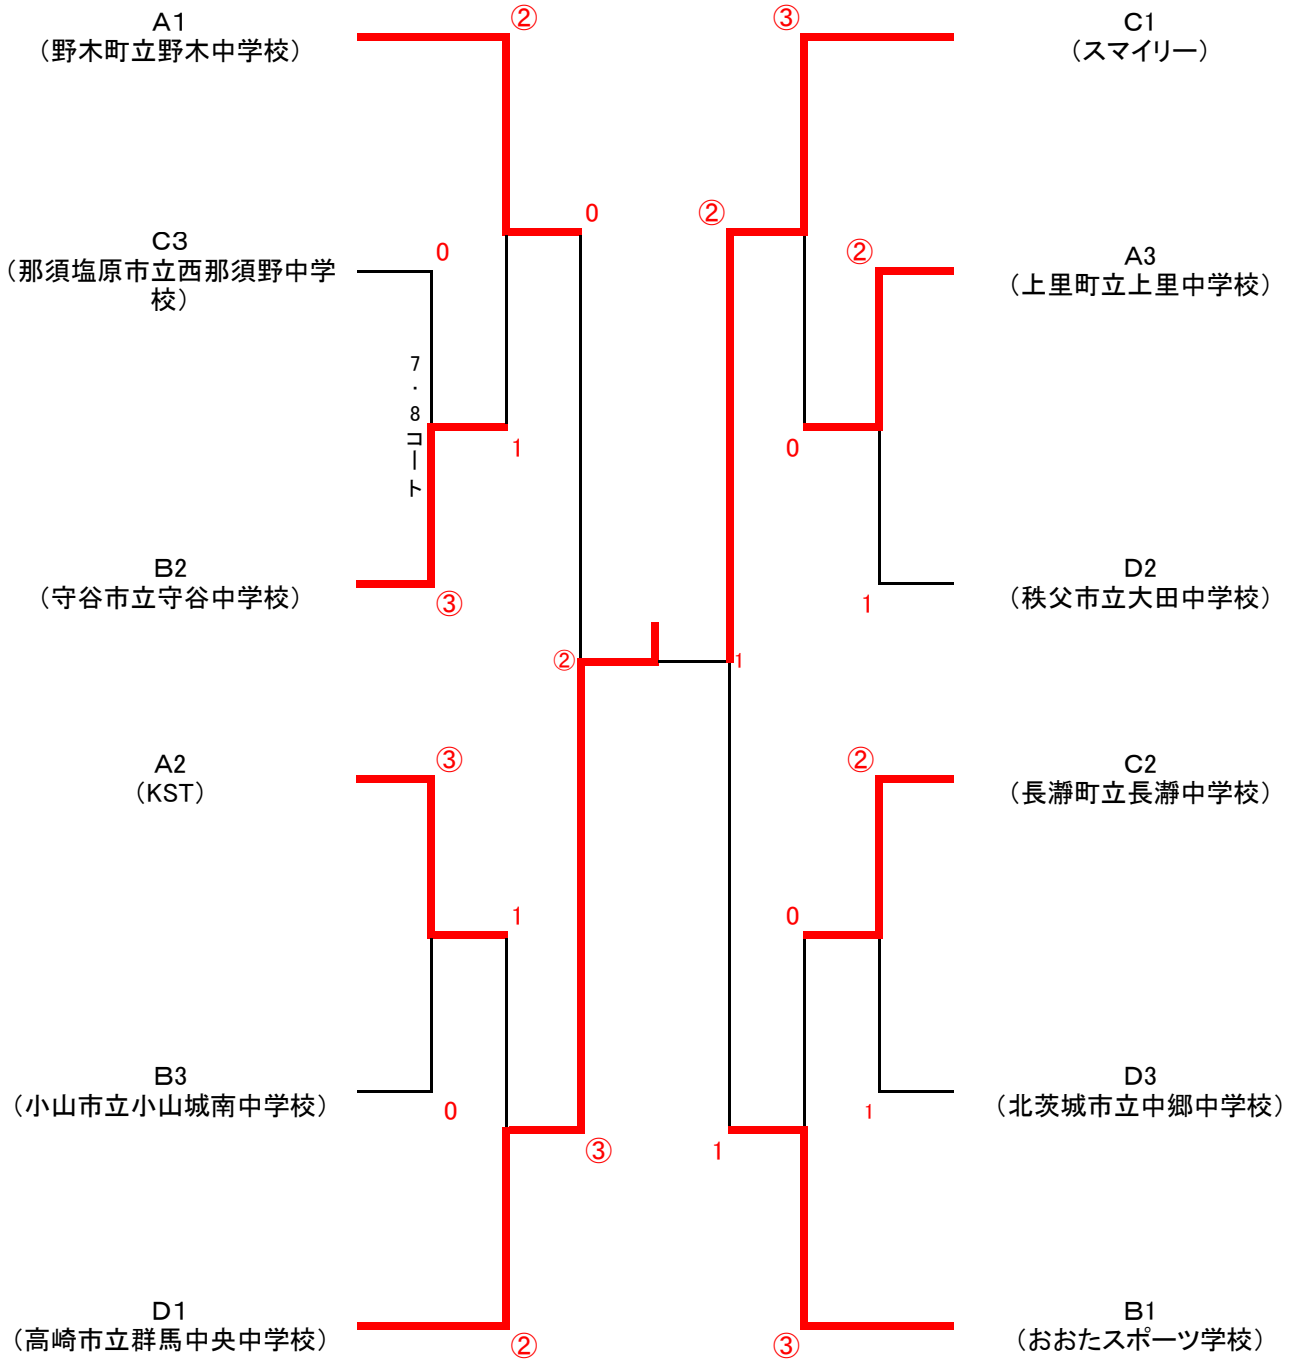 A1
（野木町立野木中学校）
②
③
C1
（スマイリー）
0
②
C3
（那須塩原市立西那須野中学
校）
0
②
A3
（上里町立上里中学校）
7・8コート
1
0
B2
（守谷市立守谷中学校）
③
1
D2
（秩父市立大田中学校）
②
1
A2
（KST）
③
②
C2
（長瀞町立長瀞中学校）
1
0
B3
（小山市立小山城南中学校）
0
1
D3
（北茨城市立中郷中学校）
③
1
D1
（高崎市立群馬中央中学校）
②
③
B1
（おおたスポーツ学校）